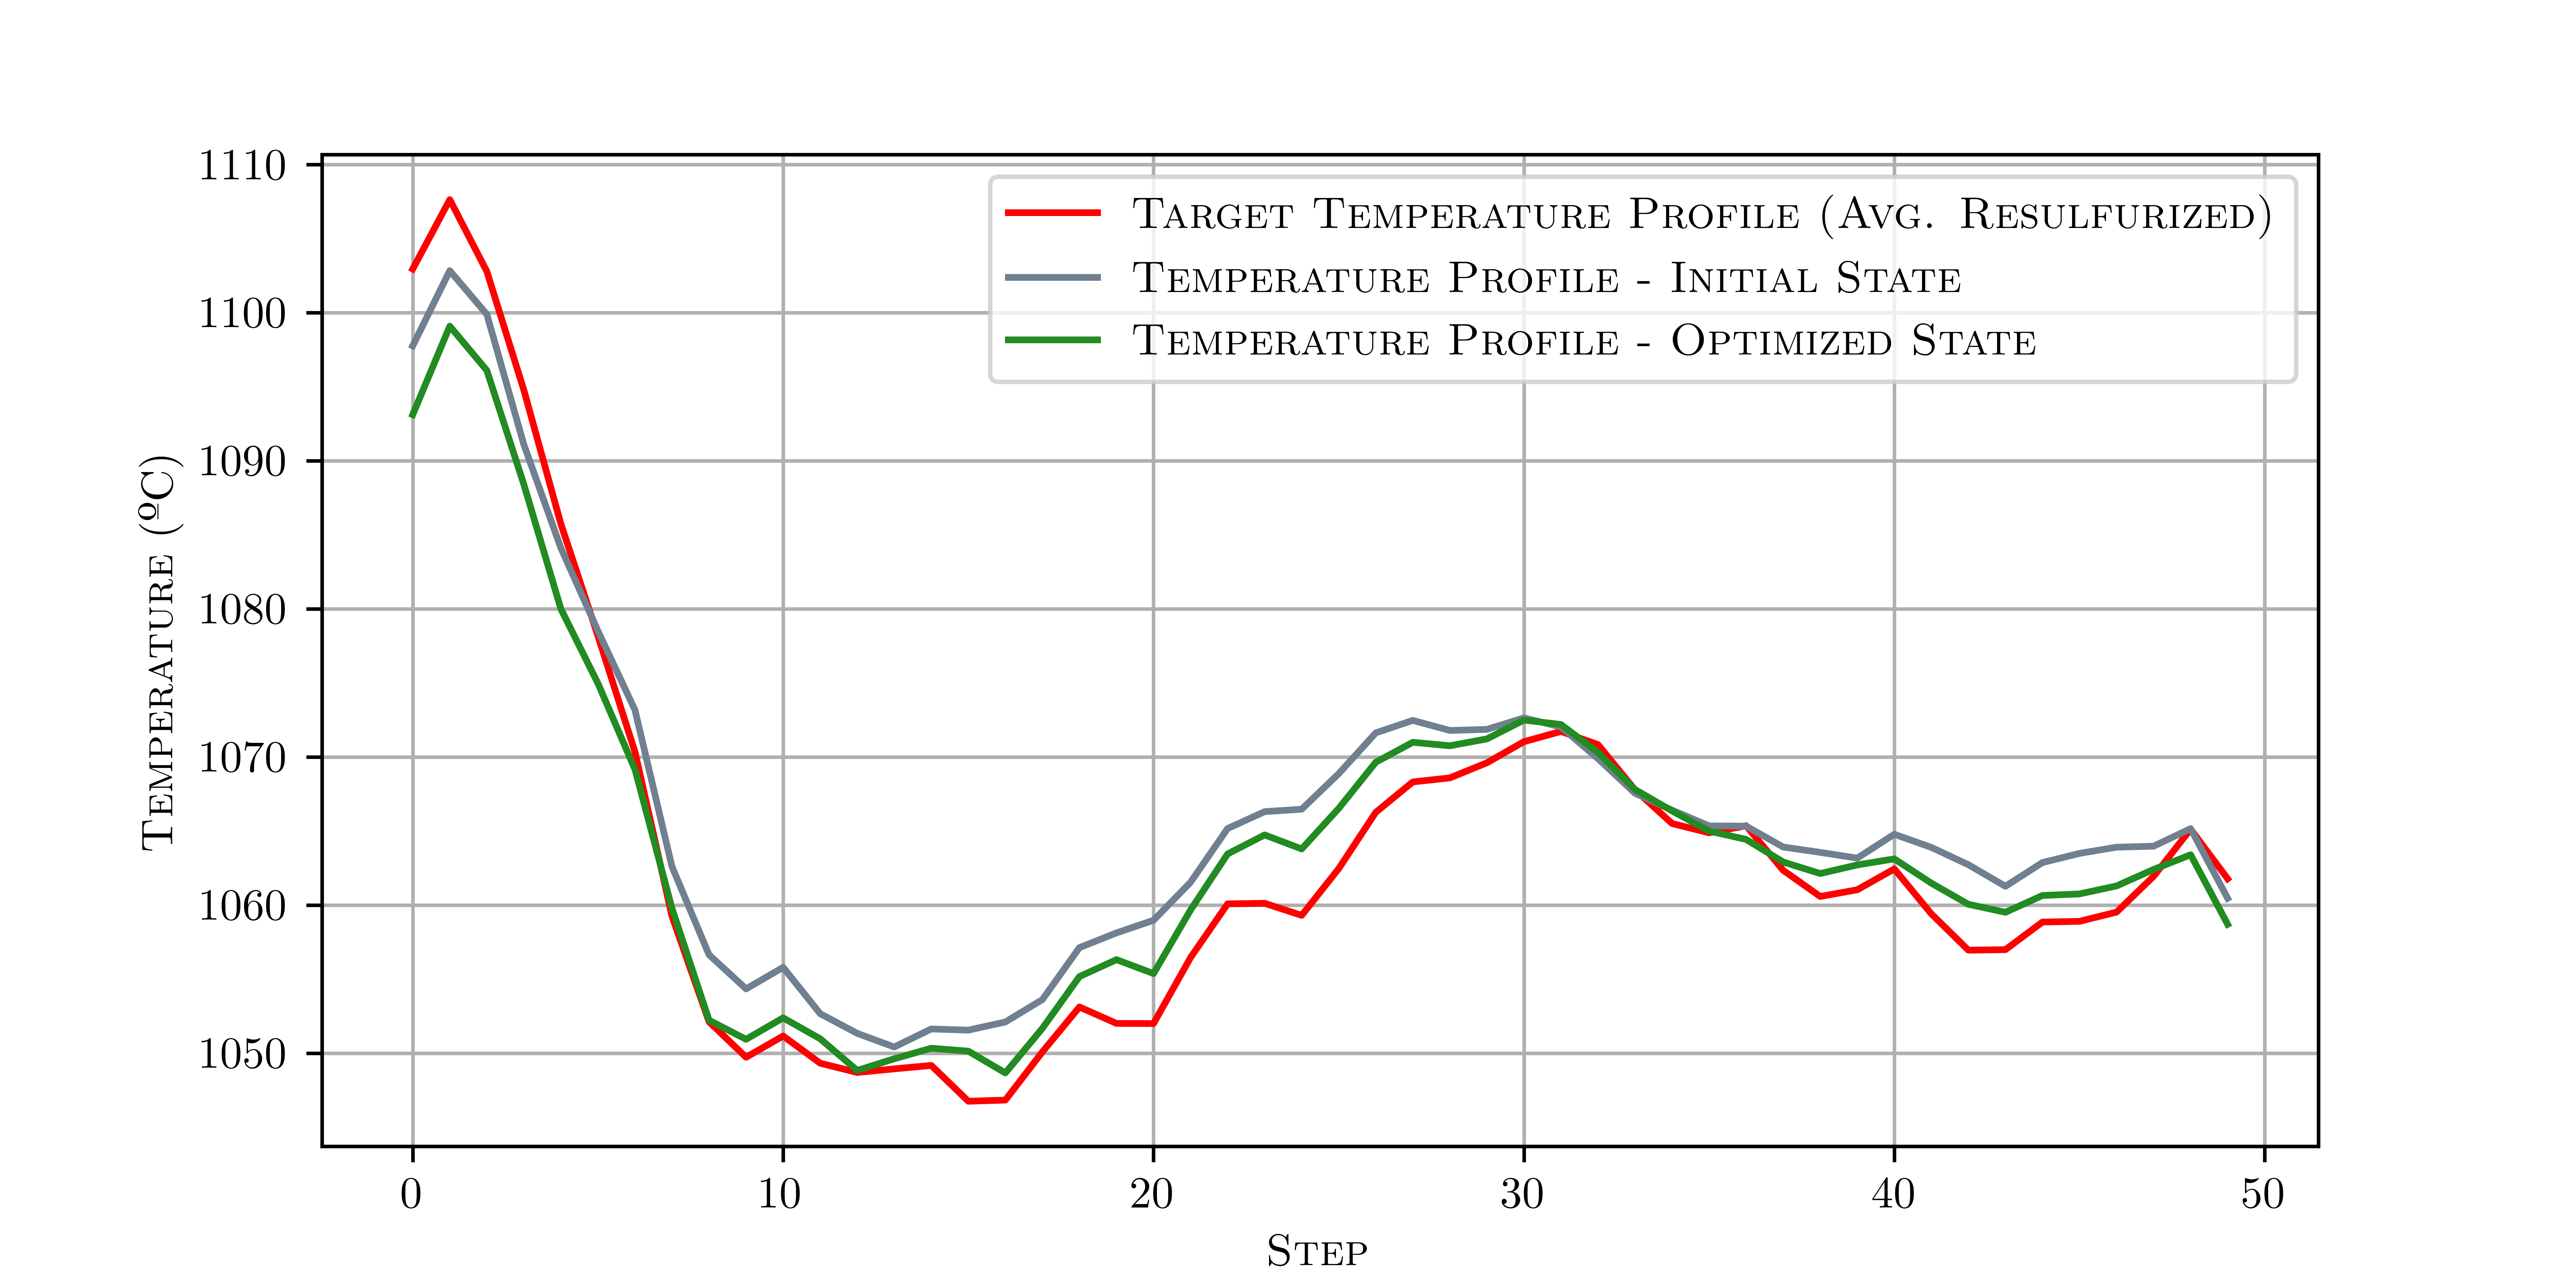 1110
1100
1090
1080
1070
1060
1050
Temperature (ºC)
Target Temperature Profile (Avg. Resulfurized)
Temperature Profile - Initial State
Temperature Profile - Optimized State
0 10 20 30 40 50
Step